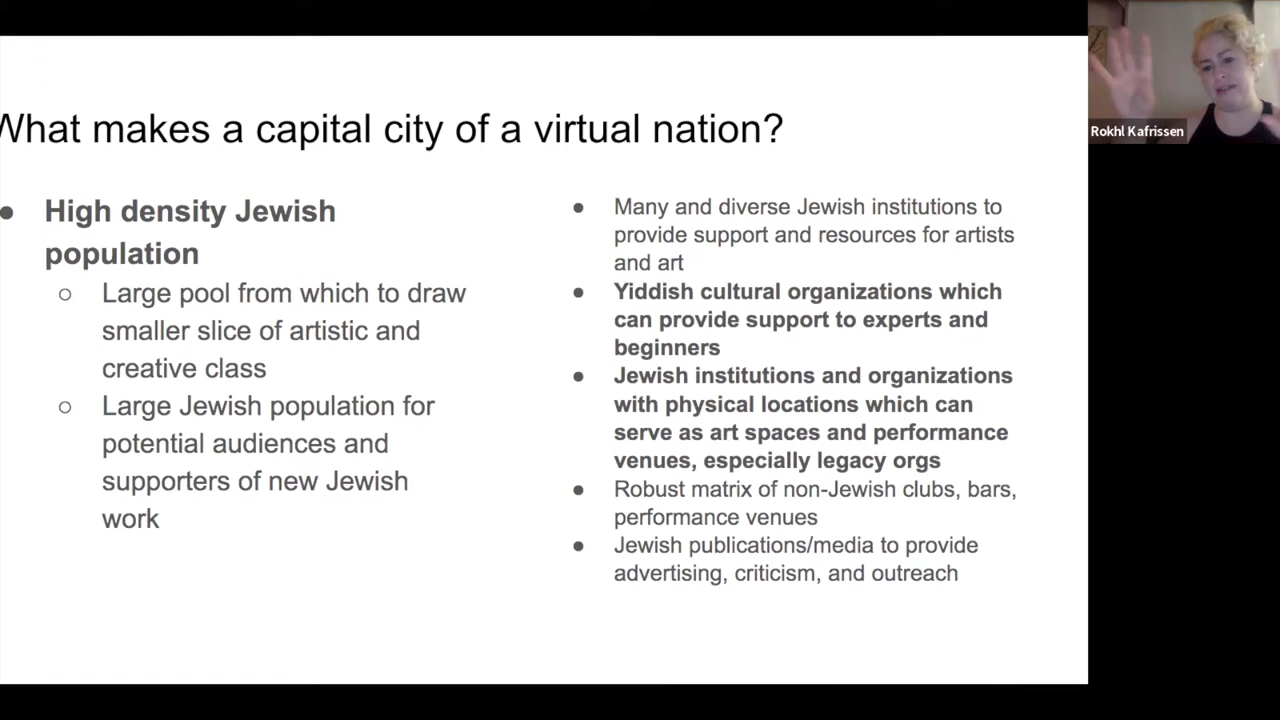 What makes a capital city of a virtual nation?
● High density Jewish
population
○ Large pool from which to draw
smaller slice of artistic and
creative class
○ Large Jewish population for
potential audiences and
supporters of new Jewish
work
● Many and diverse Jewish institutions to
provide support and resources for artists
and art
● Yiddish cultural organizations which
can provide support to experts and
beginners
● Jewish institutions and organizations
with physical locations which can
serve as art spaces and performance
venues, especially legacy orgs
● Robust matrix of non-Jewish clubs, bars,
performance venues
● Jewish publications/media to provide
advertising, criticism, and outreach
Rokhl Kafrissen